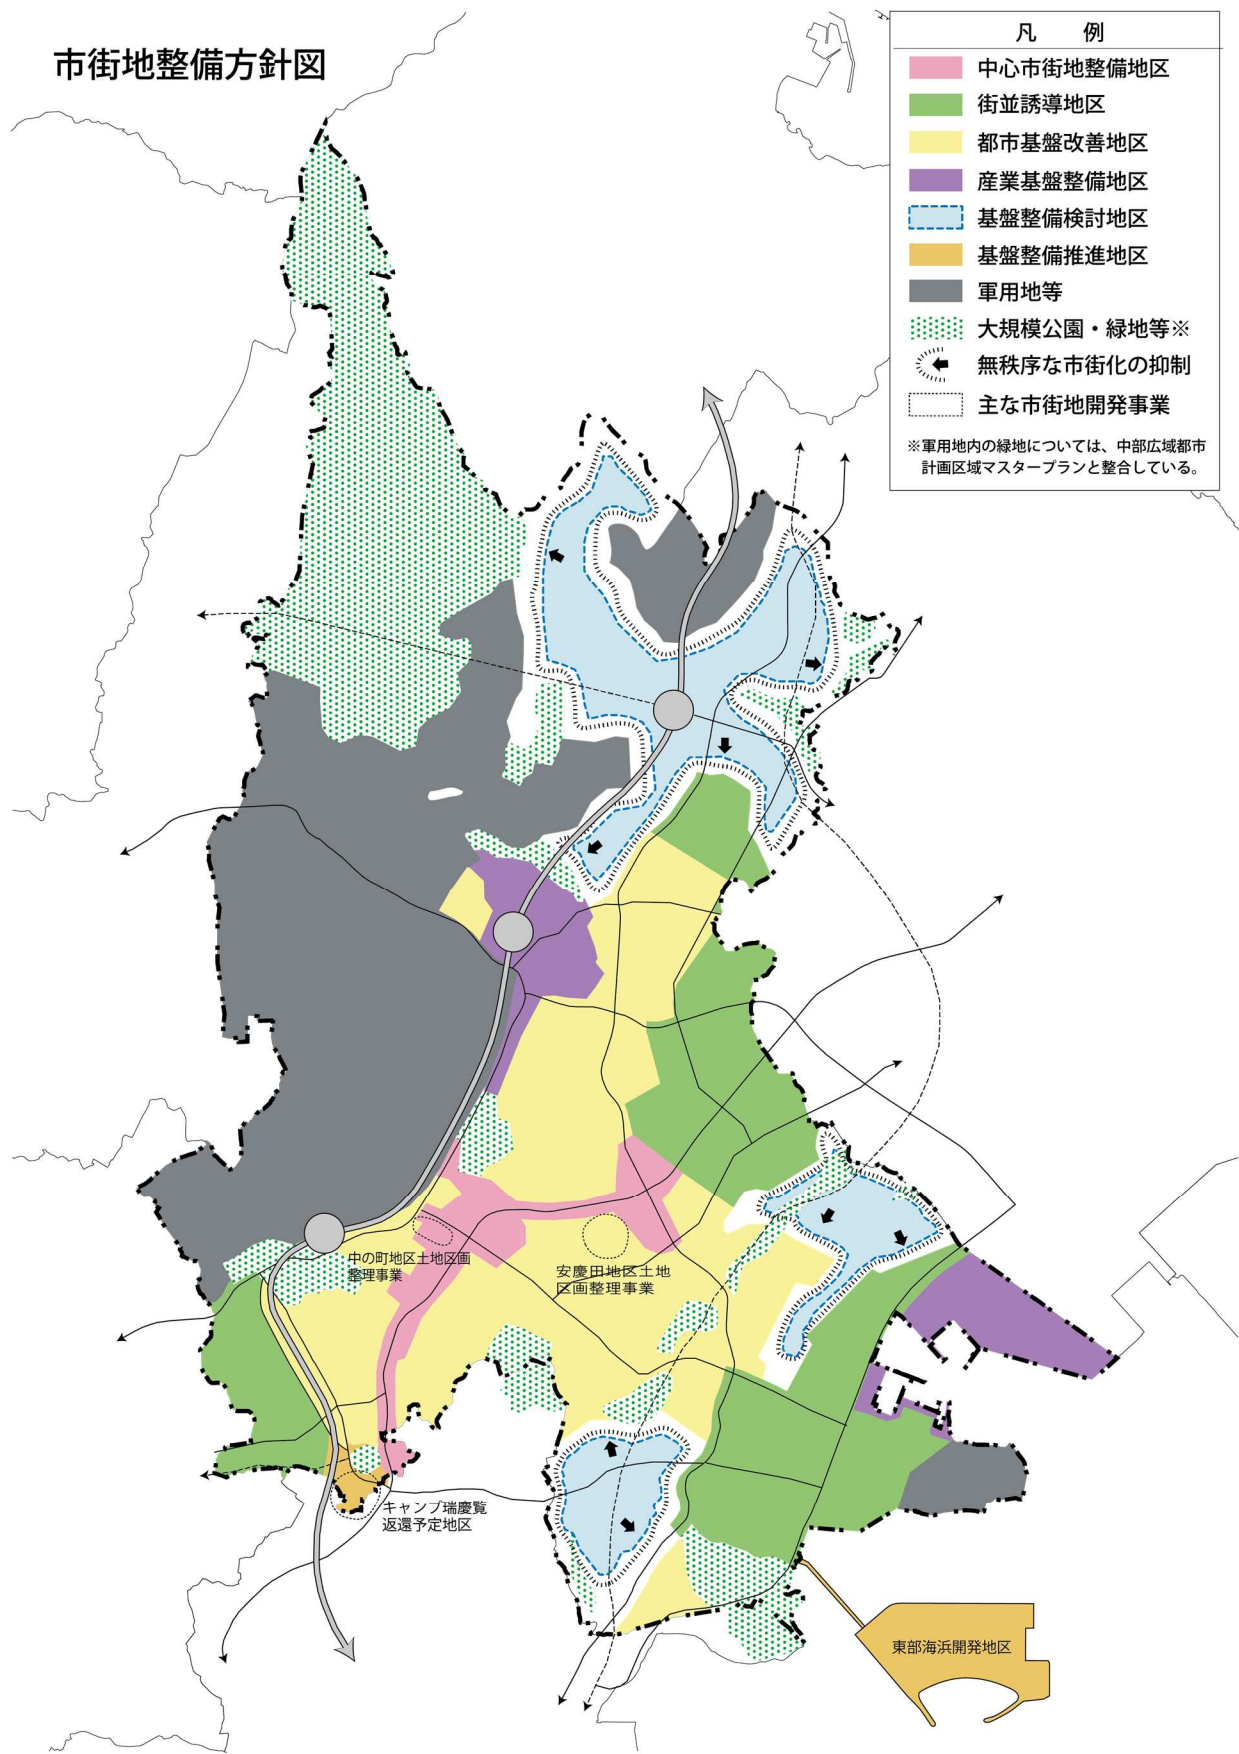 市街地整備方針図
凡　例
中心市街地整備地区
街並誘導地区
都市基盤改善地区
産業基盤整備地区
基盤整備検討地区
基盤整備推進地区
軍用地等
大規模公園・緑地等※
無秩序な市街化の抑制
主な市街地開発事業
※軍用地内の緑地については、中部広域都市
計画区域マスタープランと整合している。
中の町地区土地区画
整理事業
安慶田地区土地
区画整理事業
キャンプ瑞慶覧
返還予定地区
東部海浜開発地区